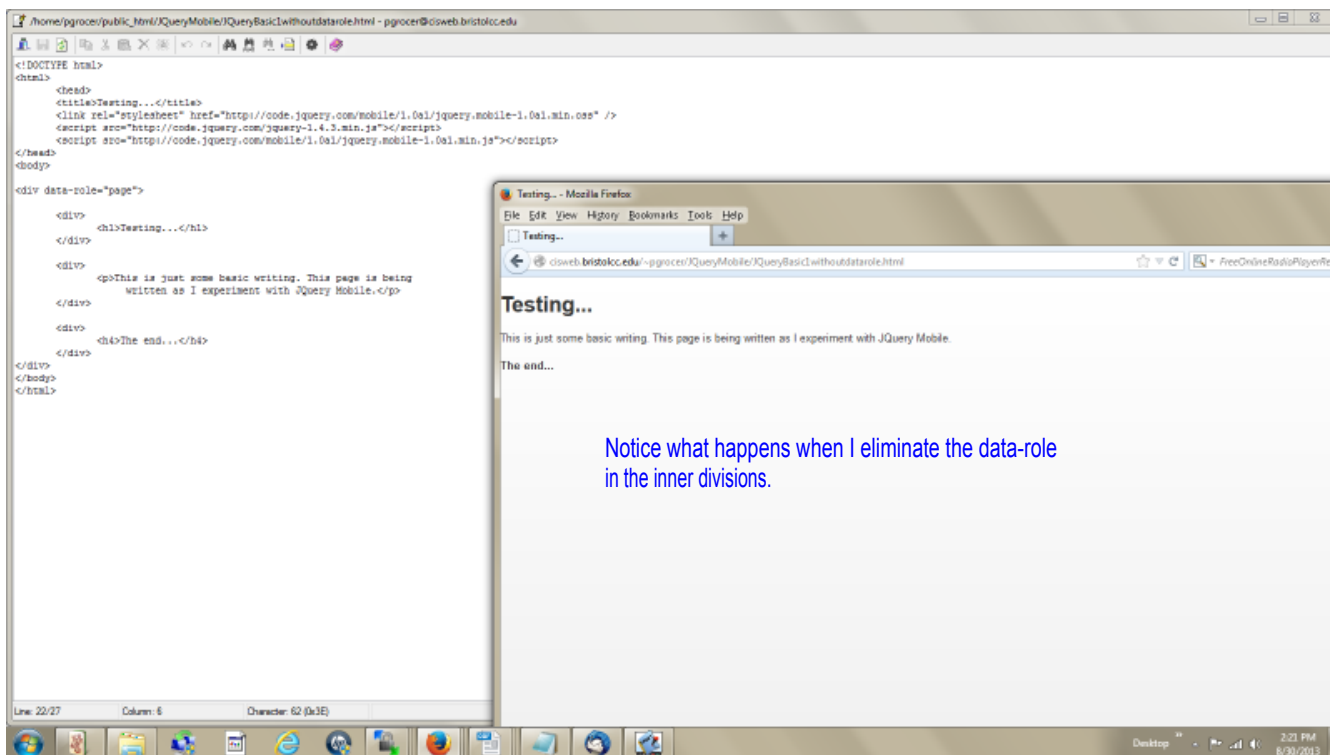 /home/pgrocer/public_html/JQueryMobile/JQueryBasic1withoutdatarole.html - pgrocer@cisweb.bristolcc.edu
<!DOCTYPE html>
<html>
<head>
<title>Testing...</title>
<link rel="stylesheet" href="http://code.jquery.com/mobile/1.0a1/jquery.mobile-1.0a1.min.css" />
<script src="http://code.jquery.com/jquery-1.4.3.min.js"></script>
<script src="http://code.jquery.com/mobile/1.0a1/jquery.mobile-1.0a1.min.js"></script>
</head>
<body>
<div data-role="page">
<div>
<h1>Testing...</h1>
</div>
<div>
<p>This is just some basic writing. This page is being
written as I experiment with JQuery Mobile.</p>
</div>
<div>
<h4>The end...</h4>
</div>
</div>
</body>
</html>
Line: 22/27 Column: 6 Character: 62 (0x3E)
Testing... - Mozilla Firefox
File Edit View History Bookmarks Tools Help
Testing...
cisweb.bristolcc.edu/~pgrocer/JQueryMobile/JQueryBasic1withoutdatarole.html
FreeOnlineRadioPlayerRe
Testing...
This is just some basic writing. This page is being written as I experiment with JQuery Mobile.
The end...
Notice what happens when I eliminate the data-role
in the inner divisions.
Desktop
2:21 PM
8/30/2013